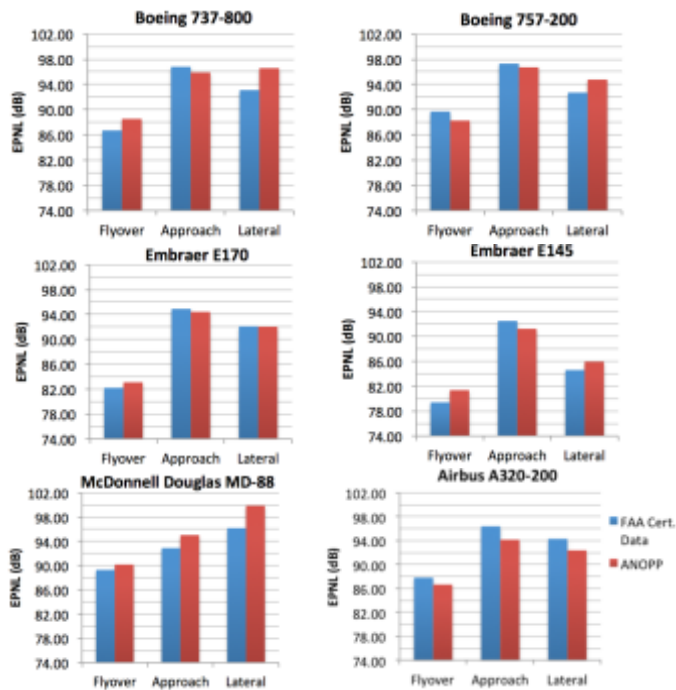 Boeing 737-800
102.00
98.00
94.00
90.00
86.00
82.00
78.00
74.00
EPNL (dB)
Flyover Approach Lateral
Boeing 757-200
102.00
98.00
94.00
90.00
86.00
82.00
78.00
74.00
EPNL (dB)
Flyover Approach Lateral
Embraer E170
102.00
98.00
94.00
90.00
86.00
82.00
78.00
74.00
EPNL (dB)
Flyover Approach Lateral
Embraer E145
102.00
98.00
94.00
90.00
86.00
82.00
78.00
74.00
EPNL (dB)
Flyover Approach Lateral
McDonnell Douglas MD-88
102.00
98.00
94.00
90.00
86.00
82.00
78.00
74.00
EPNL (dB)
Flyover Approach Lateral
Airbus A320-200
102.00
98.00
94.00
90.00
86.00
82.00
78.00
74.00
EPNL (dB)
Flyover Approach Lateral
FAA Cert.
Data
ANOPP